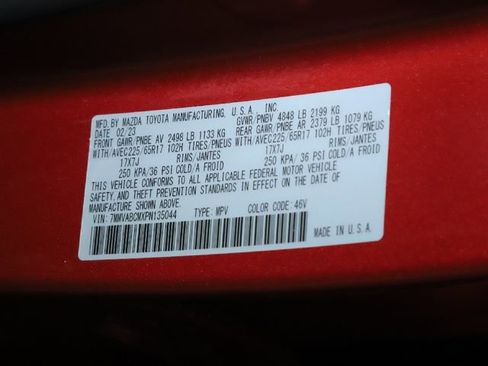 MFD. BY MAZDA TOYOTA MANUFACTURING, U.S.A., INC.
DATE 02/23 GVWR/PNBV 4848 LB 2199 KG
FRONT GAWR/PNBE AV 2498 LB 1133 KG REAR GAWR/PNBE AR 2379 LB 1079 KG
WITH/AVEC225/65R17 102H TIRES/PNEUS WITH/AVEC225/65R17 102H TIRES/PNEUS
17X7J RIMS/JANTES 17X7J RIMS/JANTES
250 KPA/36 PSI COLD/A FROID 250 KPA/36 PSI COLD/A FROID
THIS VEHICLE CONFORMS TO ALL APPLICABLE FEDERAL MOTOR VEHICLE
SAFETY, AND THEFT PREVENTION STANDARDS IN EFFECT ON THE DATE OF
MANUFACTURE SHOWN ABOVE.
VIN: 7MMVABCMXPN135044 TYPE: MPV COLOR CODE: 46V
MADE IN U.S.A.